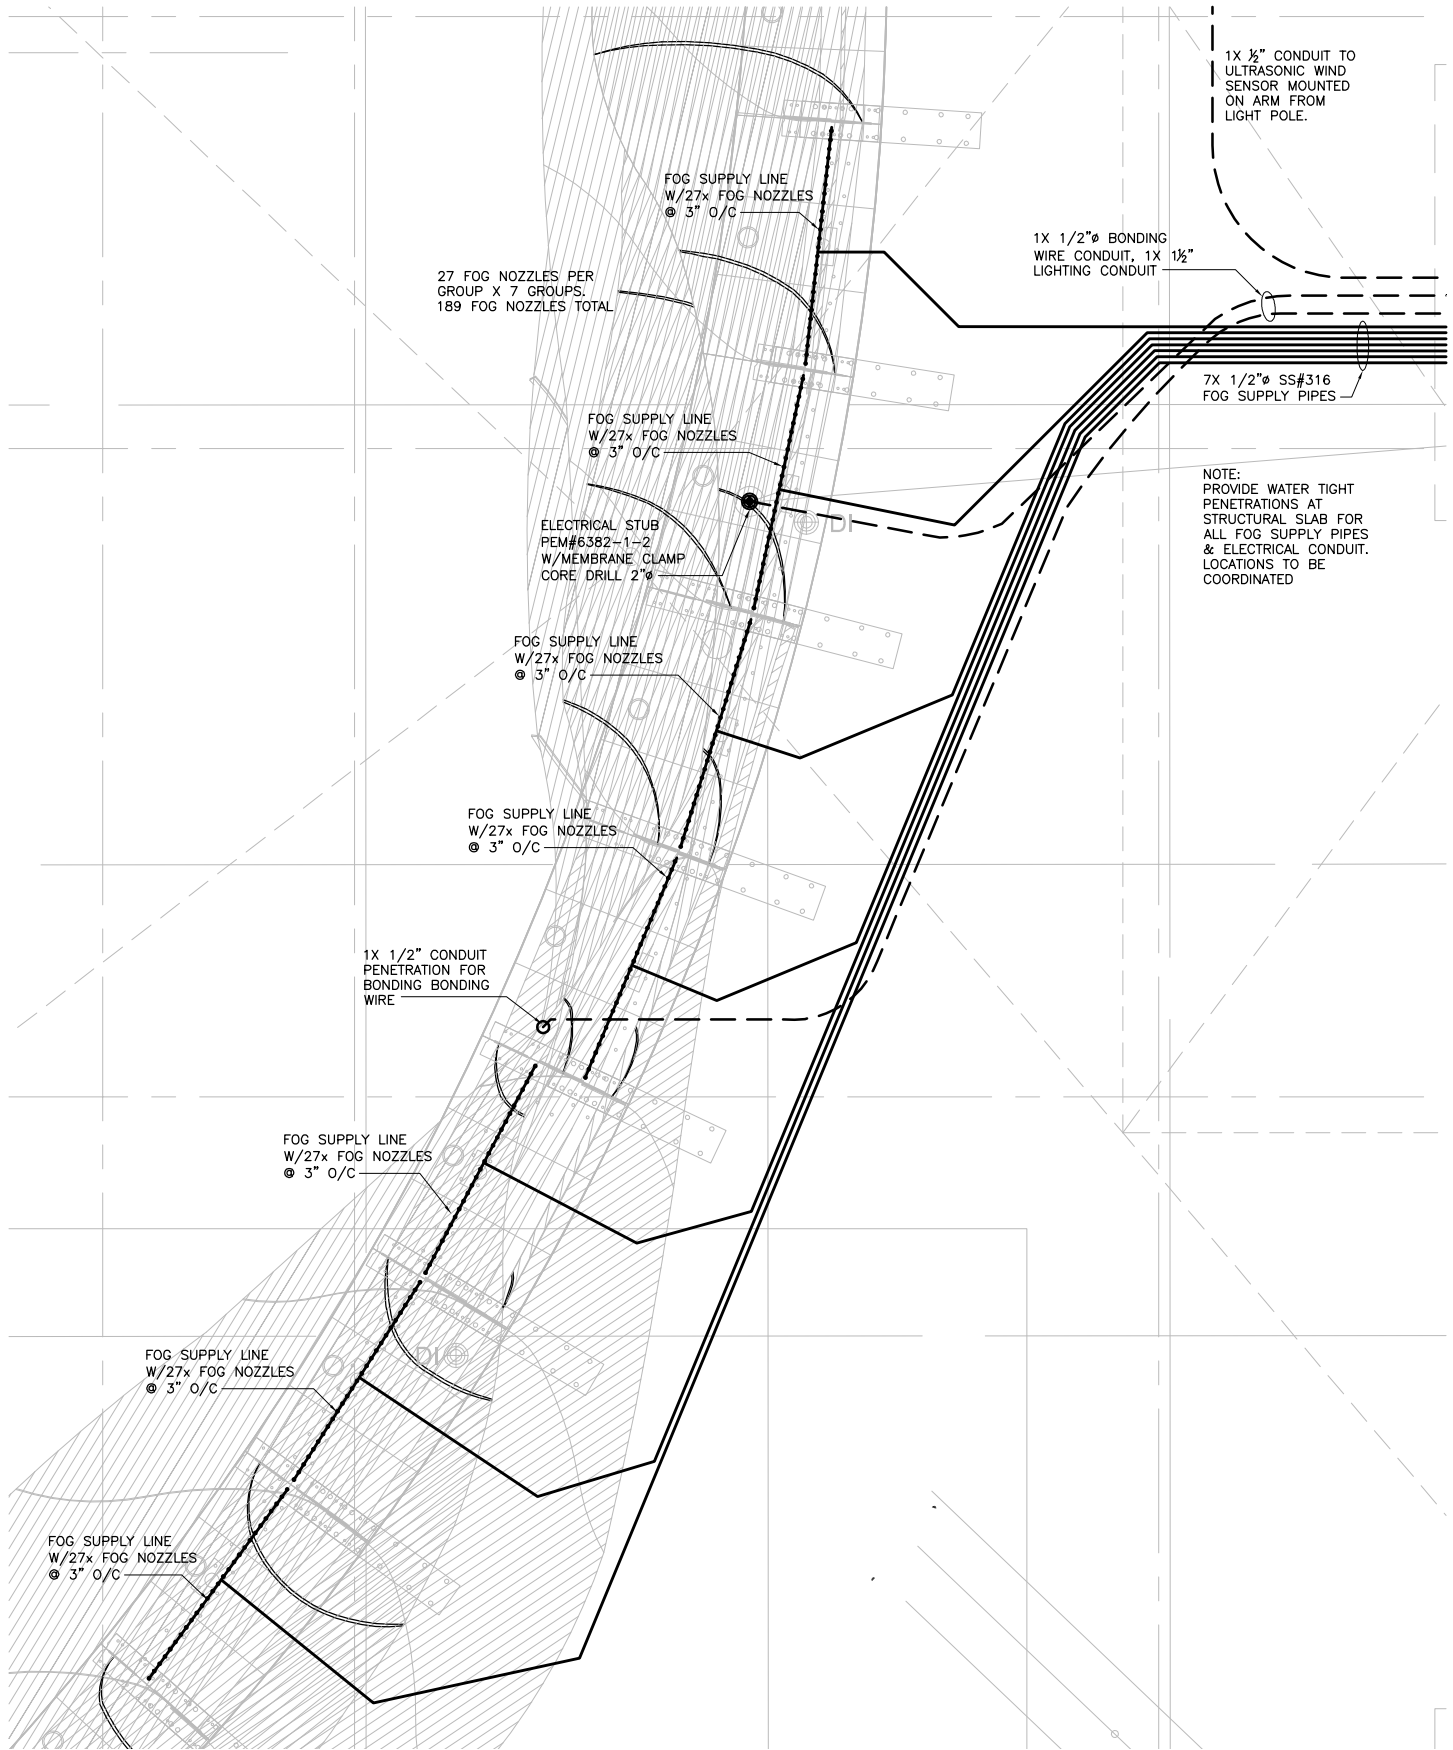 1X ½" CONDUIT TO
ULTRASONIC WIND
SENSOR MOUNTED
ON ARM FROM
LIGHT POLE.
FOG SUPPLY LINE
W/27x FOG NOZZLES
@ 3" O/C
1X 1/2"ø BONDING
WIRE CONDUIT, 1X 1½"
LIGHTING CONDUIT
27 FOG NOZZLES PER
GROUP X 7 GROUPS.
189 FOG NOZZLES TOTAL
7X 1/2"ø SS#316
FOG SUPPLY PIPES
FOG SUPPLY LINE
W/27x FOG NOZZLES
@ 3" O/C
NOTE:
PROVIDE WATER TIGHT
PENETRATIONS AT
STRUCTURAL SLAB FOR
ALL FOG SUPPLY PIPES
& ELECTRICAL CONDUIT.
LOCATIONS TO BE
COORDINATED
DI
ELECTRICAL STUB
PEM#6382-1-2
W/MEMBRANE CLAMP
CORE DRILL 2"ø
FOG SUPPLY LINE
W/27x FOG NOZZLES
@ 3" O/C
FOG SUPPLY LINE
W/27x FOG NOZZLES
@ 3" O/C
1X 1/2" CONDUIT
PENETRATION FOR
BONDING BONDING
WIRE
FOG SUPPLY LINE
W/27x FOG NOZZLES
@ 3" O/C
DI
FOG SUPPLY LINE
W/27x FOG NOZZLES
@ 3" O/C
FOG SUPPLY LINE
W/27x FOG NOZZLES
@ 3" O/C